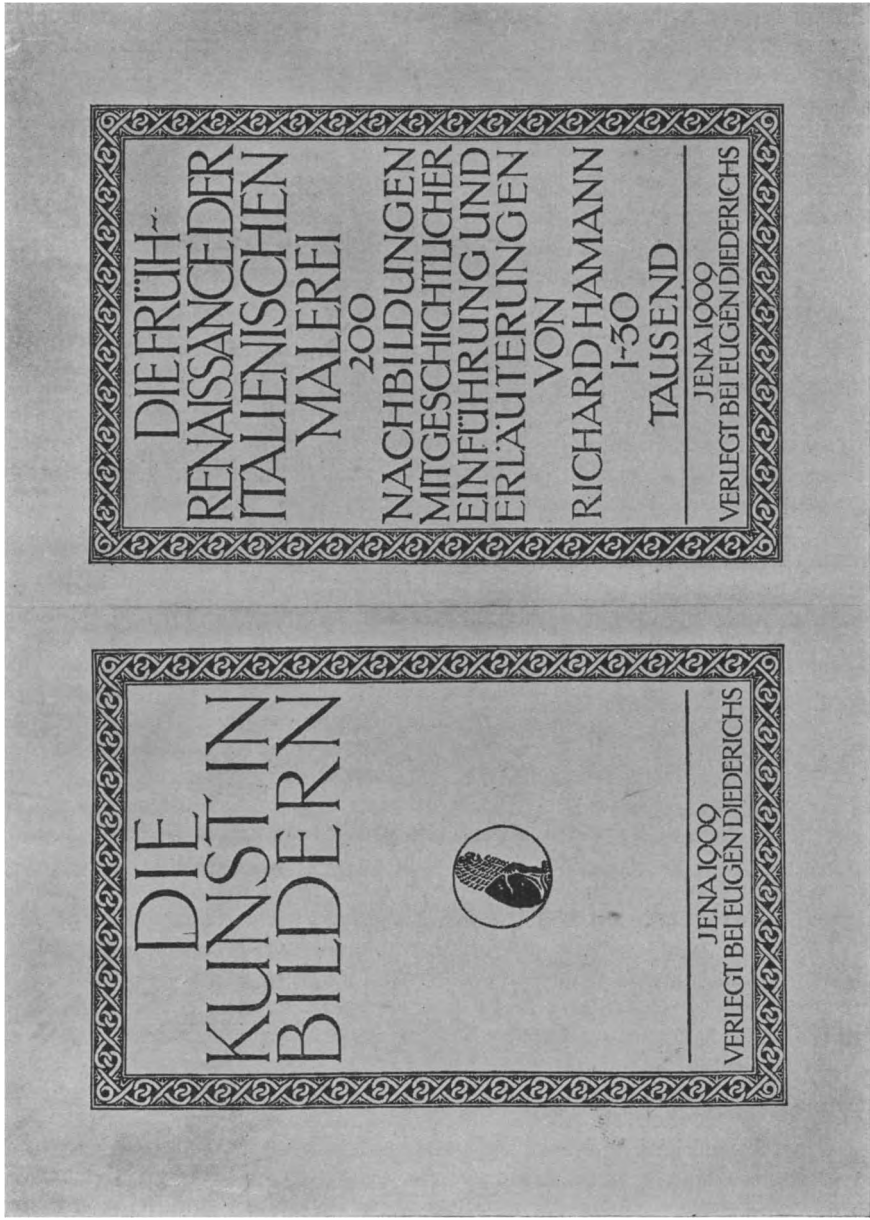 DIE
KUNST IN
BILDERN
JENA 1909
VERLEGT BEI EUGEN DIEDERICHS
DIE FRÜH-
RENAISSANCE DER
ITALIENISCHEN
MALEREI
200
NACHBILDUNGEN
MIT GESCHICHTLICHER
EINFÜHRUNG UND
ERLÄUTERUNGEN
VON
RICHARD HAMANN
1-30
TAUSEND
JENA 1909
VERLEGT BEI EUGEN DIEDERICHS